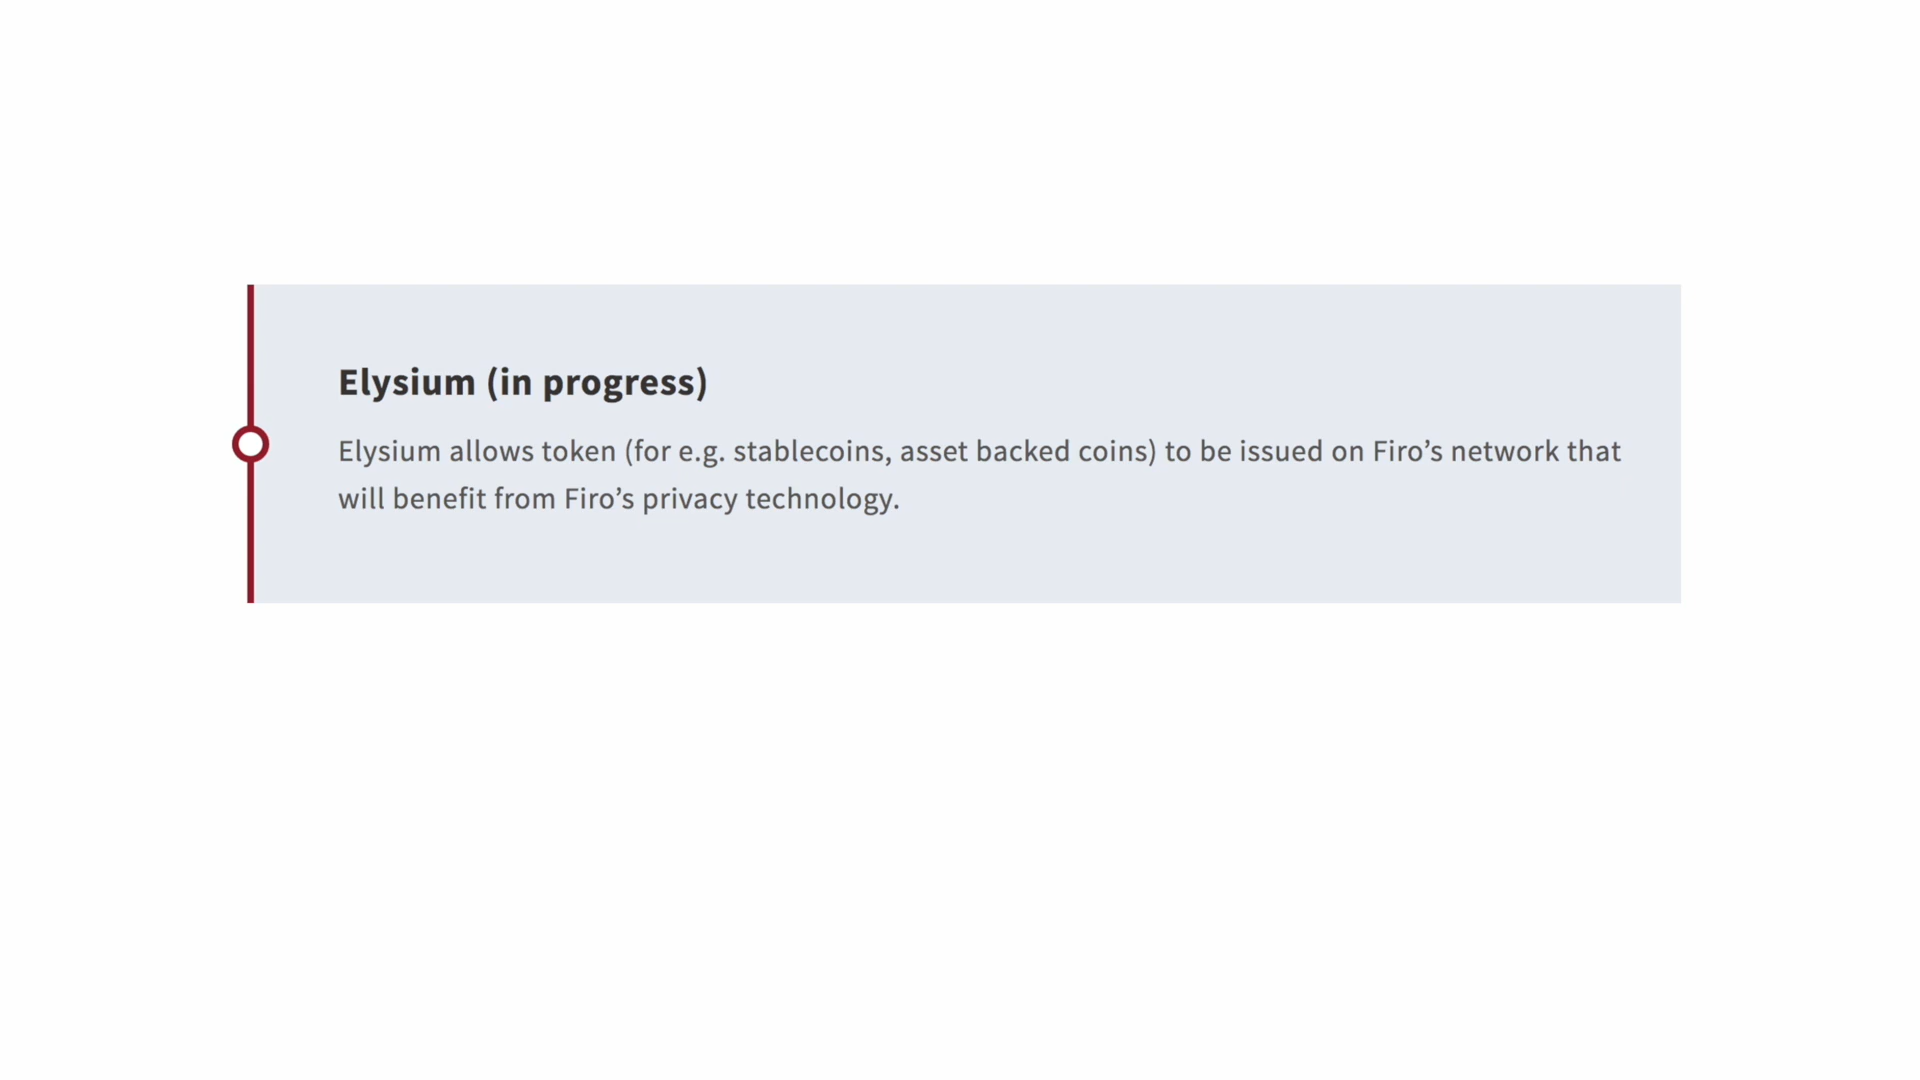 Elysium (in progress)
Elysium allows token (for e.g. stablecoins, asset backed coins) to be issued on Firo’s network that
will benefit from Firo’s privacy technology.